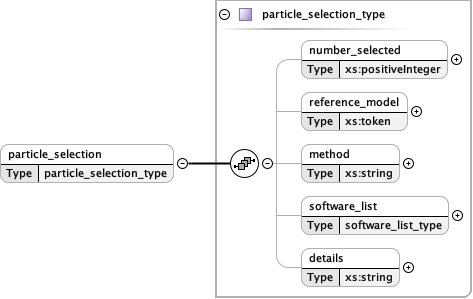 particle_selection_type
number_selected
Type xs:positiveInteger
reference_model
Type xs:token
particle_selection
Type particle_selection_type
method
Type xs:string
software_list
Type software_list_type
details
Type xs:string